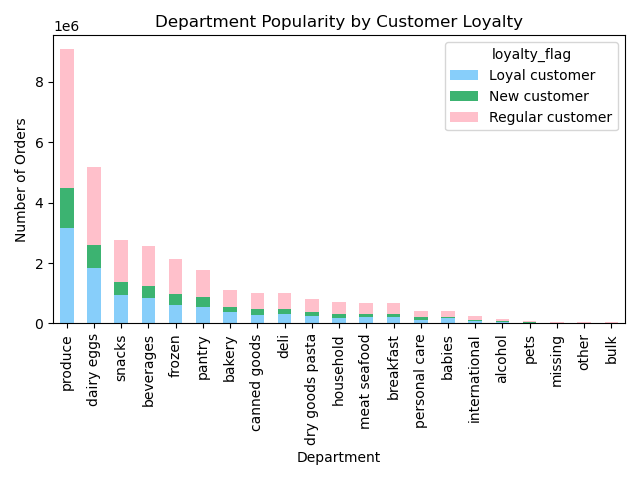 Department Popularity by Customer Loyalty
1e6
loyalty_flag
Loyal customer
New customer
Regular customer
8
6
4
2
0
Number of Orders
produce
dairy eggs
snacks
beverages
frozen
pantry
bakery
canned goods
deli
dry goods pasta
household
meat seafood
breakfast
personal care
babies
international
alcohol
pets
missing
other
bulk
Department